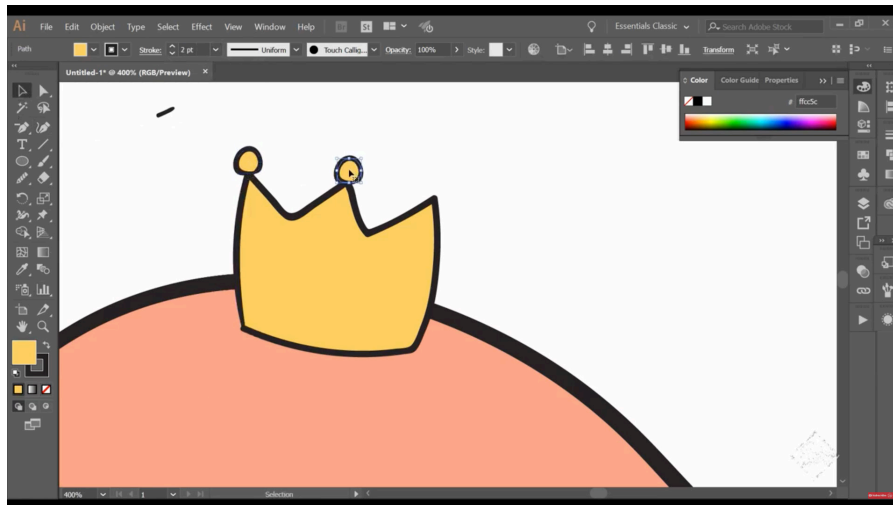 Ai File Edit Object Type Select Effect View Window Help Br St Essentials Classic Search Adobe Stock
Path Stroke: 2 pt Uniform Touch Callig... Opacity: 100% Style: Transform
Untitled-1* @ 400% (RGB/Preview) ×
Color Color Guide Properties
# ffcc5c
T
400% 1 Selection